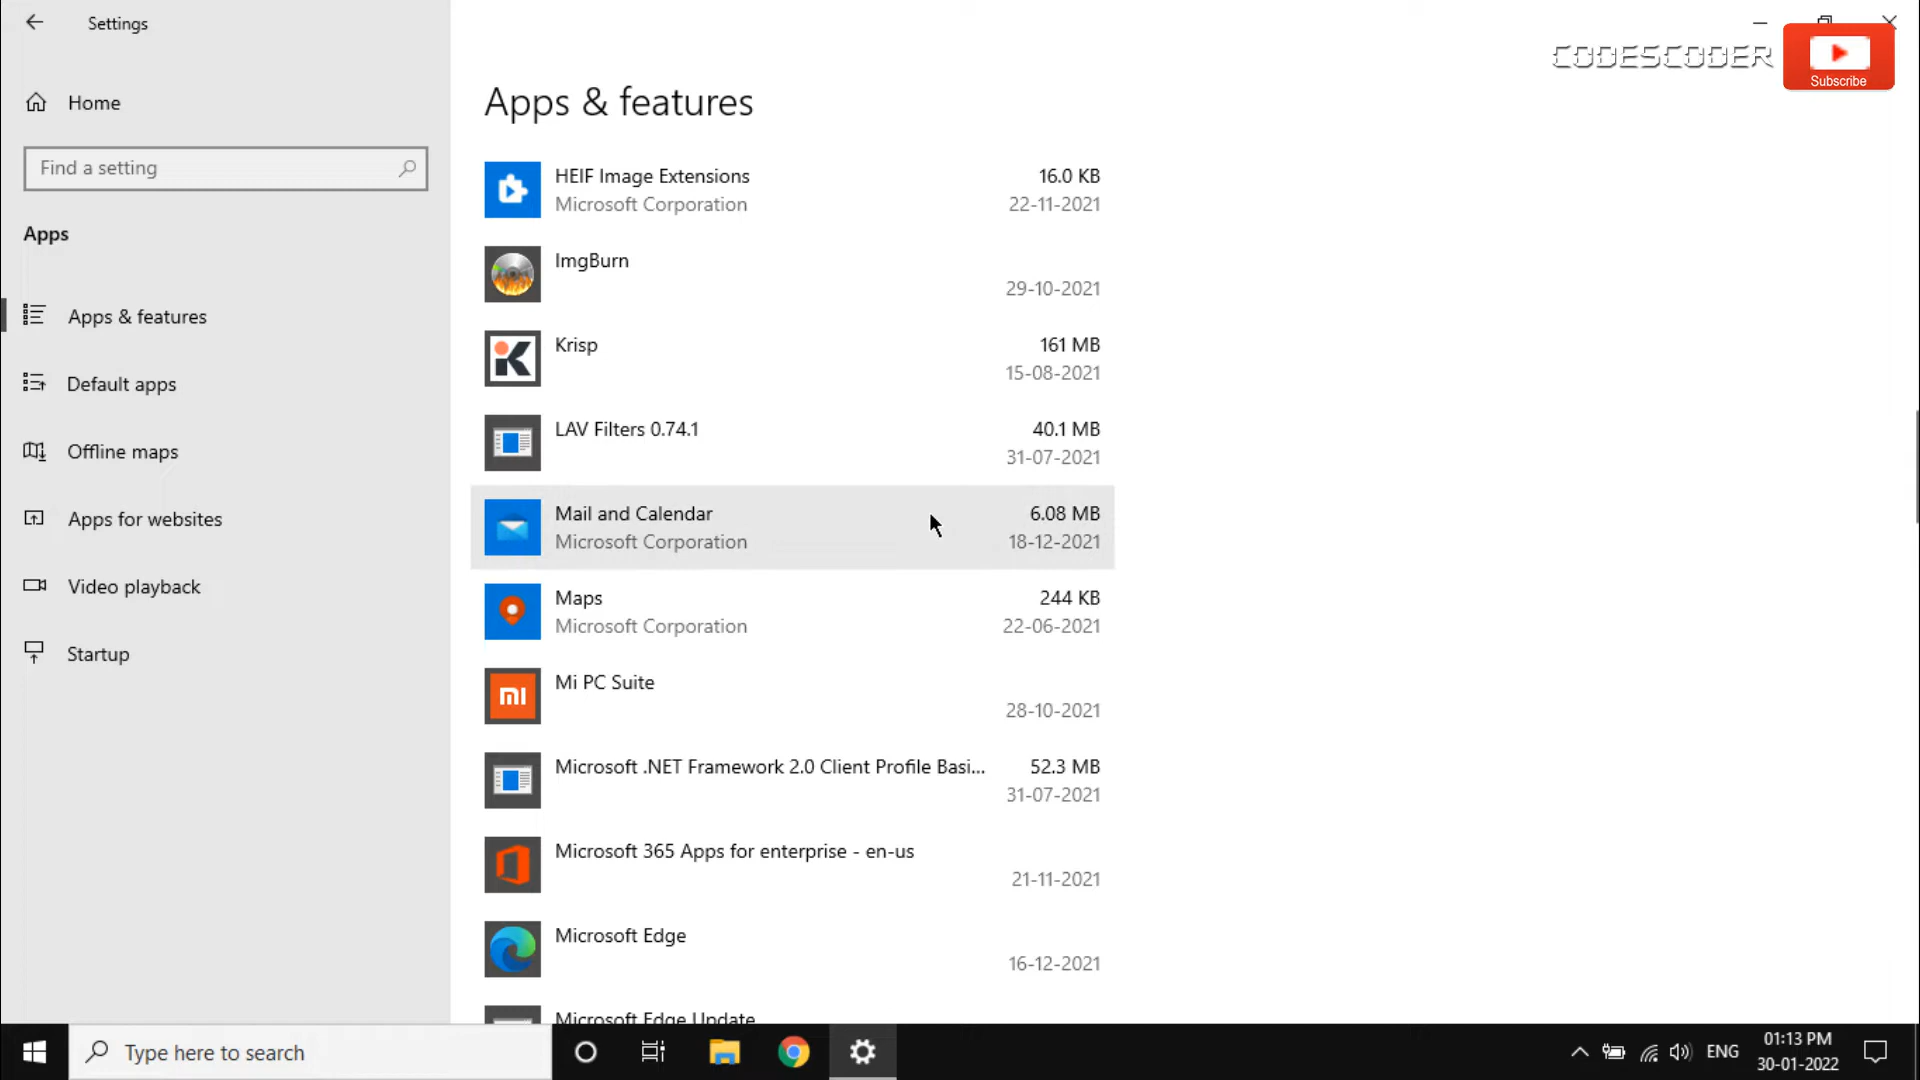 Settings
CODESCODER
Subscribe
Home
Find a setting
Apps
Apps & features
Default apps
Offline maps
Apps for websites
Video playback
Startup
Apps & features
HEIF Image Extensions 16.0 KB
Microsoft Corporation 22-11-2021
ImgBurn
29-10-2021
Krisp 161 MB
15-08-2021
LAV Filters 0.74.1 40.1 MB
31-07-2021
Mail and Calendar 6.08 MB
Microsoft Corporation 18-12-2021
Maps 244 KB
Microsoft Corporation 22-06-2021
mi
Mi PC Suite
28-10-2021
Microsoft .NET Framework 2.0 Client Profile Basi... 52.3 MB
31-07-2021
Microsoft 365 Apps for enterprise - en-us
21-11-2021
Microsoft Edge
16-12-2021
Microsoft Edge Update
Type here to search
ENG
01:13 PM
30-01-2022